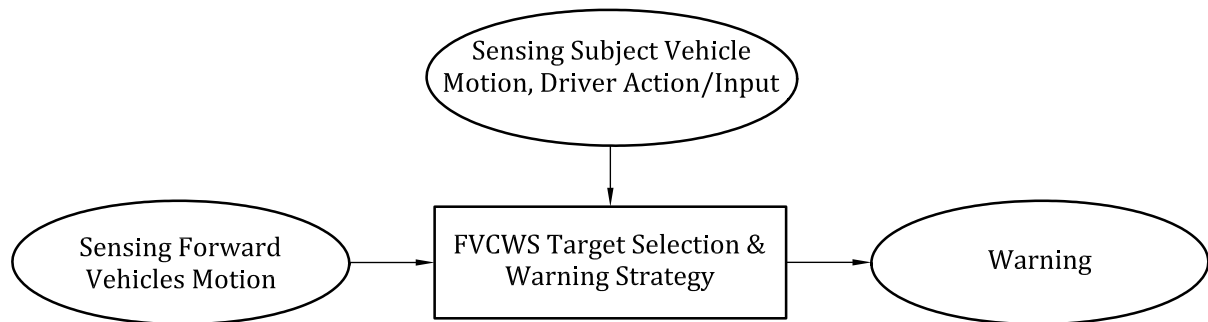 Sensing Subject Vehicle
Motion, Driver Action/Input
Sensing Forward
Vehicles Motion
FVCWS Target Selection &
Warning Strategy
Warning